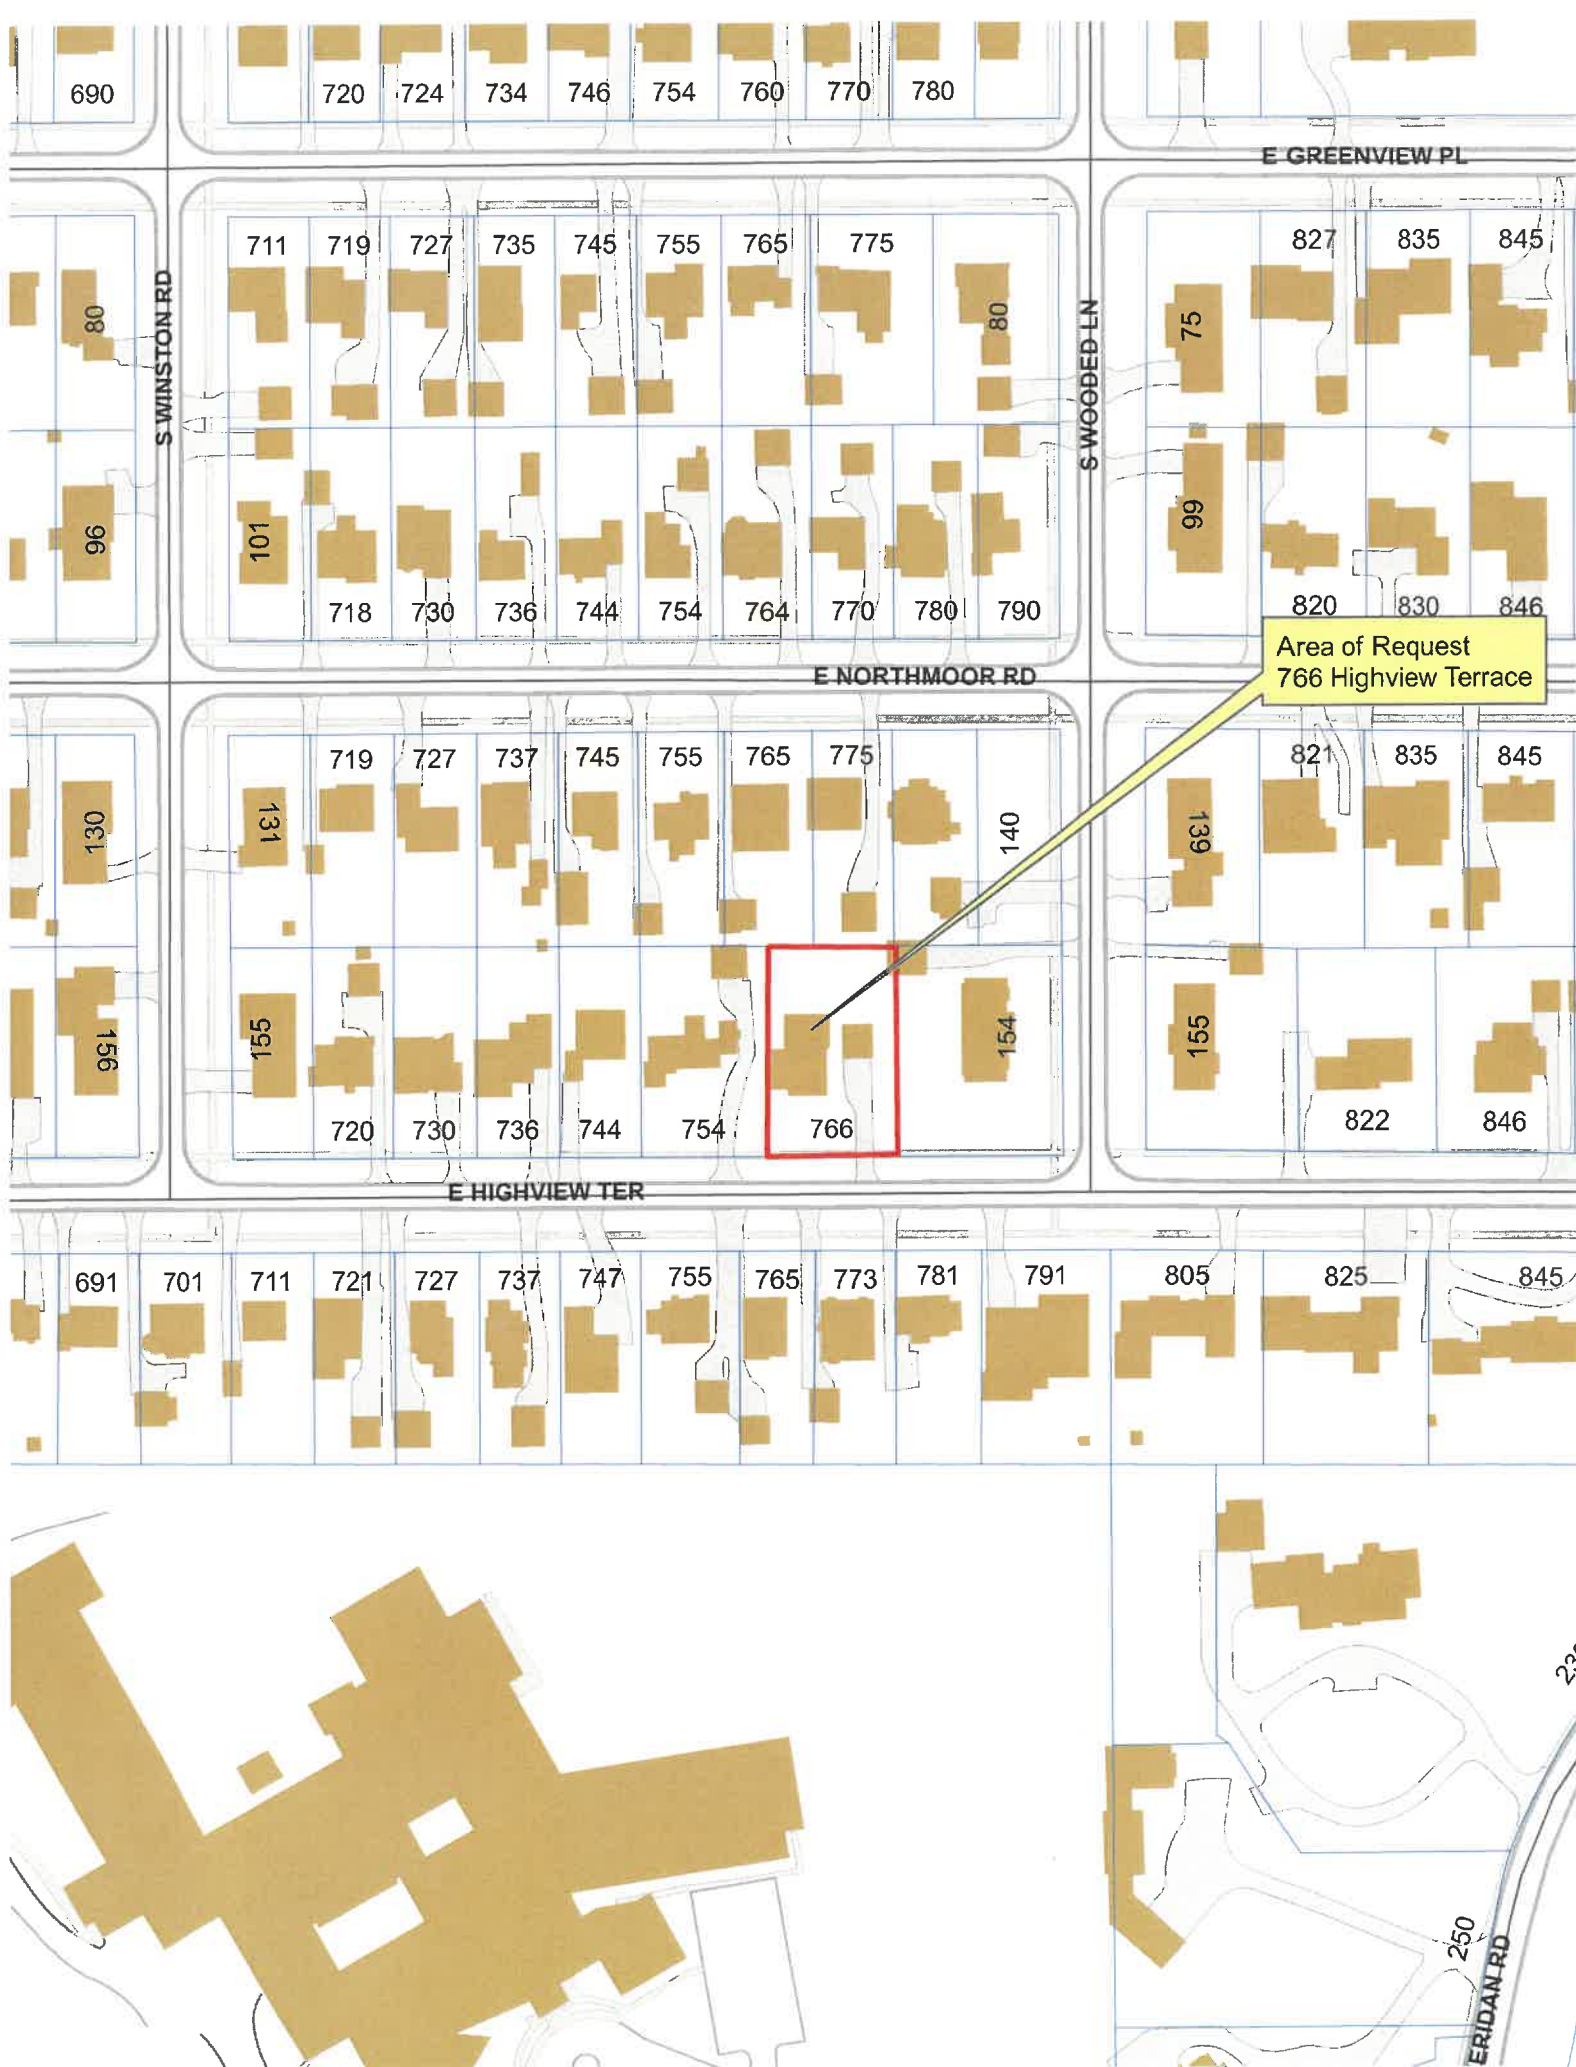 690 720 724 734 746 754 760 770 780
E GREENVIEW PL
711 719 727 735 745 755 765 775 827 835 845
80 80 75
S WINSTON RD
S WOODED LN
96 101 99
718 730 736 744 754 764 770 780 790 820 830 846
Area of Request
766 Highview Terrace
E NORTHMOOR RD
719 727 737 745 755 765 775 821 835 845
130 131 140 139
156 155 154 155
720 730 736 744 754 766 822 846
E HIGHVIEW TER
691 701 711 721 727 737 747 755 765 773 781 791 805 825 845
250
ERIDAN RD